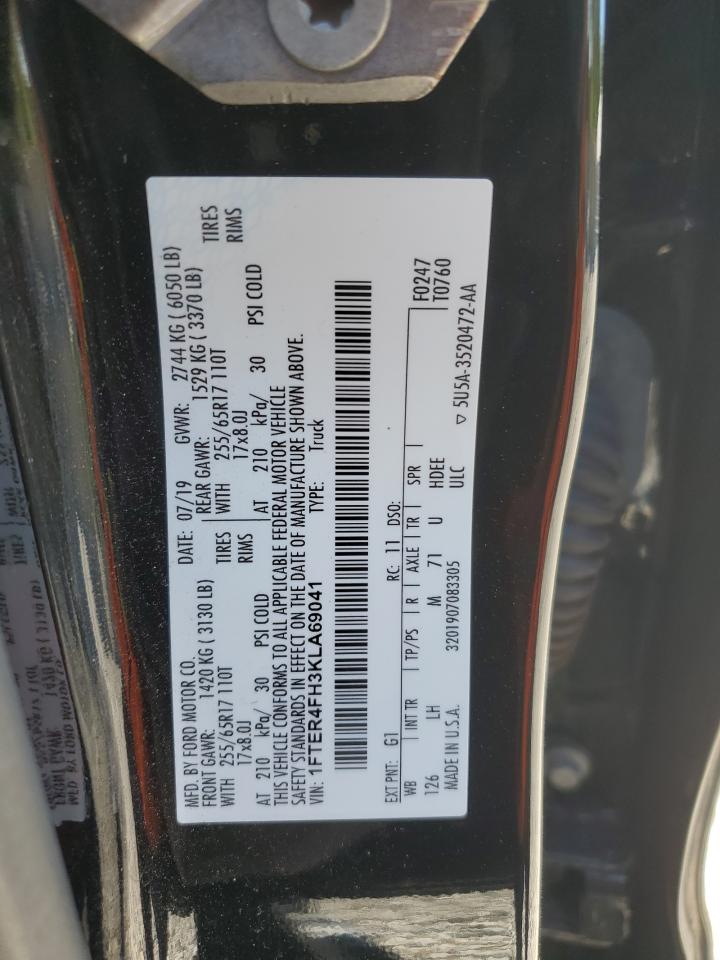 MFD. BY FORD MOTOR CO.
DATE: 07/19 GVWR: 2744 KG ( 6050 LB)
FRONT GAWR: 1420 KG ( 3130 LB)
REAR GAWR: 1529 KG ( 3370 LB)
WITH 255/65R17 110T TIRES
WITH 255/65R17 110T TIRES
17x8.0J RIMS
17x8.0J RIMS
AT 210 kPa/ 30 PSI COLD
AT 210 kPa/ 30 PSI COLD
THIS VEHICLE CONFORMS TO ALL APPLICABLE FEDERAL MOTOR VEHICLE
SAFETY STANDARDS IN EFFECT ON THE DATE OF MANUFACTURE SHOWN ABOVE.
VIN: 1FTER4FH3KLA69041 TYPE: Truck
EXT PNT: G1 RC: 11 DSO: F0247
T0760
WB INT TR TP/PS R AXLE TR SPR
126 LH M 71 U HDEE
ULC
MADE IN U.S.A. 3201907083305
▽ 5U5A-3520472-AA